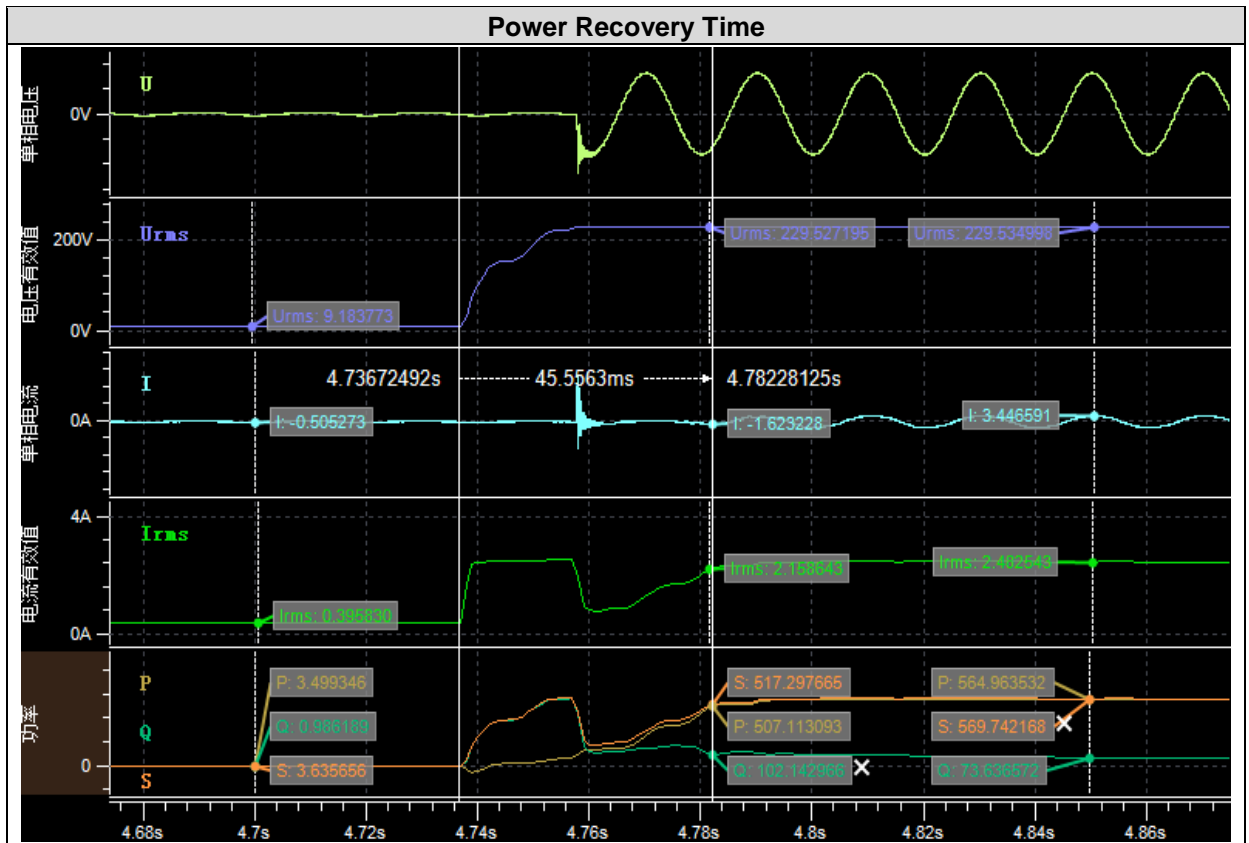 Power Recovery Time
单相电压
U
0V
电压有效值
200V
Urms
Urms: 229.527195
Urms: 229.534998
Urms: 9.183773
0V
单相电流
I
4.73672492s
45.5563ms
4.78228125s
0A
I: -0.505273
I: -1.623228
I: 3.446591
电流有效值
4A
Irms
Irms: 2.158643
Irms: 2.482543
Irms: 0.395830
0A
功率
P
P: 3.499346
S: 517.297665
P: 564.963532
Q
Q: 0.986189
P: 507.113093
S: 569.742168
0
S
S: 3.635656
Q: 102.142966
Q: 73.636572
4.68s 4.7s 4.72s 4.74s 4.76s 4.78s 4.8s 4.82s 4.84s 4.86s